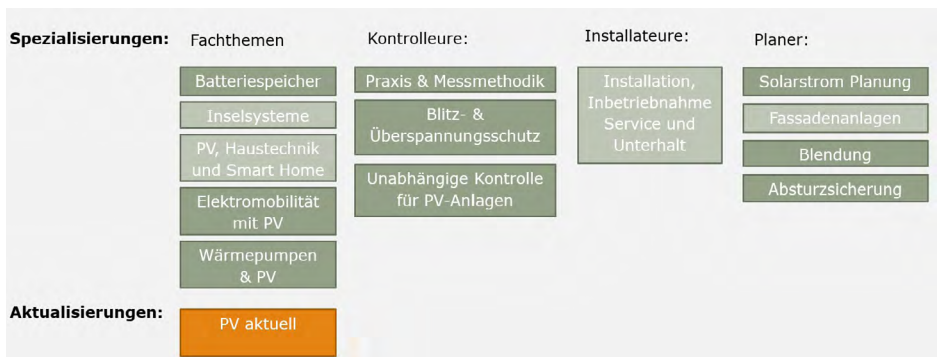 Spezialisierungen:
Fachthemen
Kontrolleure:
Installateure:
Planer:
Batteriespeicher
Inselsysteme
PV, Haustechnik
und Smart Home
Elektromobilität
mit PV
Wärmepumpen
& PV
Praxis & Messmethodik
Blitz- &
Überspannungsschutz
Unabhängige Kontrolle
für PV-Anlagen
Installation,
Inbetriebnahme
Service und
Unterhalt
Solarstrom Planung
Fassadenanlagen
Blendung
Absturzsicherung
Aktualisierungen:
PV aktuell